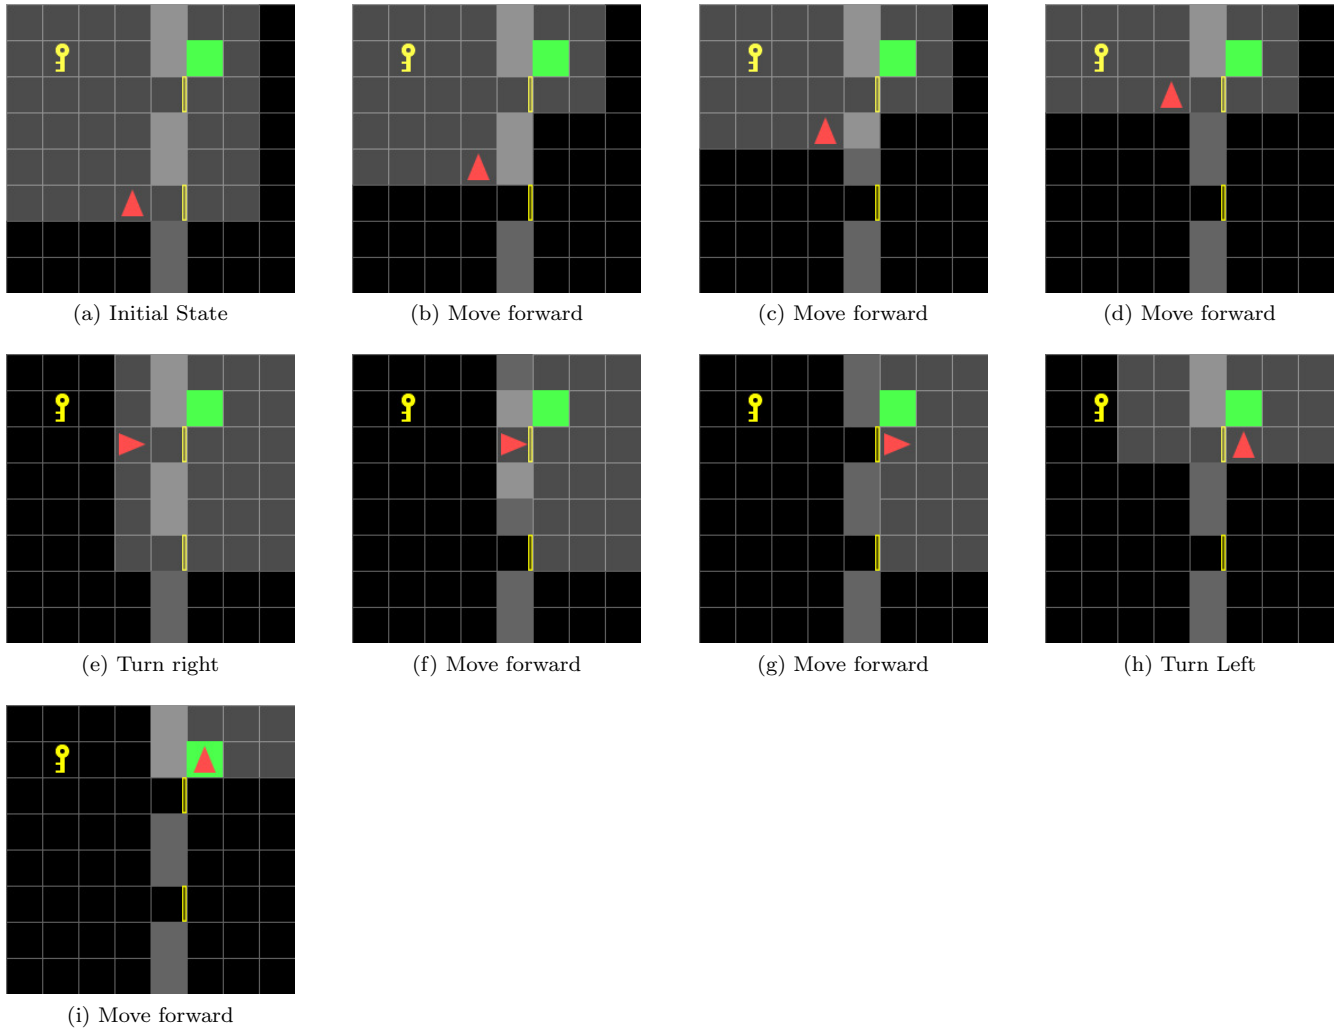 (a) Initial State
(b) Move forward
(c) Move forward
(d) Move forward
(e) Turn right
(f) Move forward
(g) Move forward
(h) Turn Left
(i) Move forward